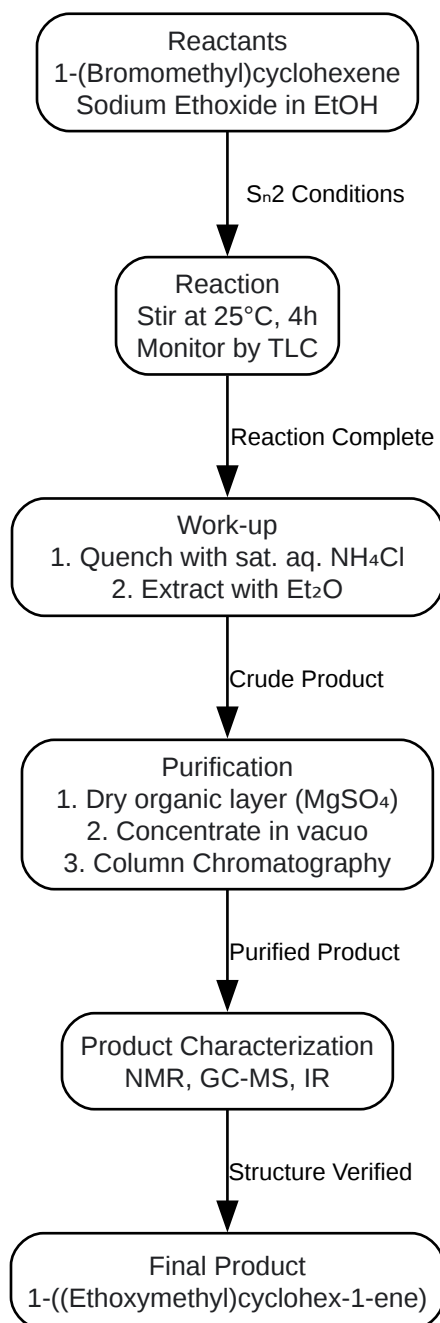 Reactants
1-(Bromomethyl)cyclohexene
Sodium Ethoxide in EtOH
Sₙ2 Conditions
Reaction
Stir at 25°C, 4h
Monitor by TLC
Reaction Complete
Work-up
1. Quench with sat. aq. NH₄Cl
2. Extract with Et₂O
Crude Product
Purification
1. Dry organic layer (MgSO₄)
2. Concentrate in vacuo
3. Column Chromatography
Purified Product
Product Characterization
NMR, GC-MS, IR
Structure Verified
Final Product
1-((Ethoxymethyl)cyclohex-1-ene)